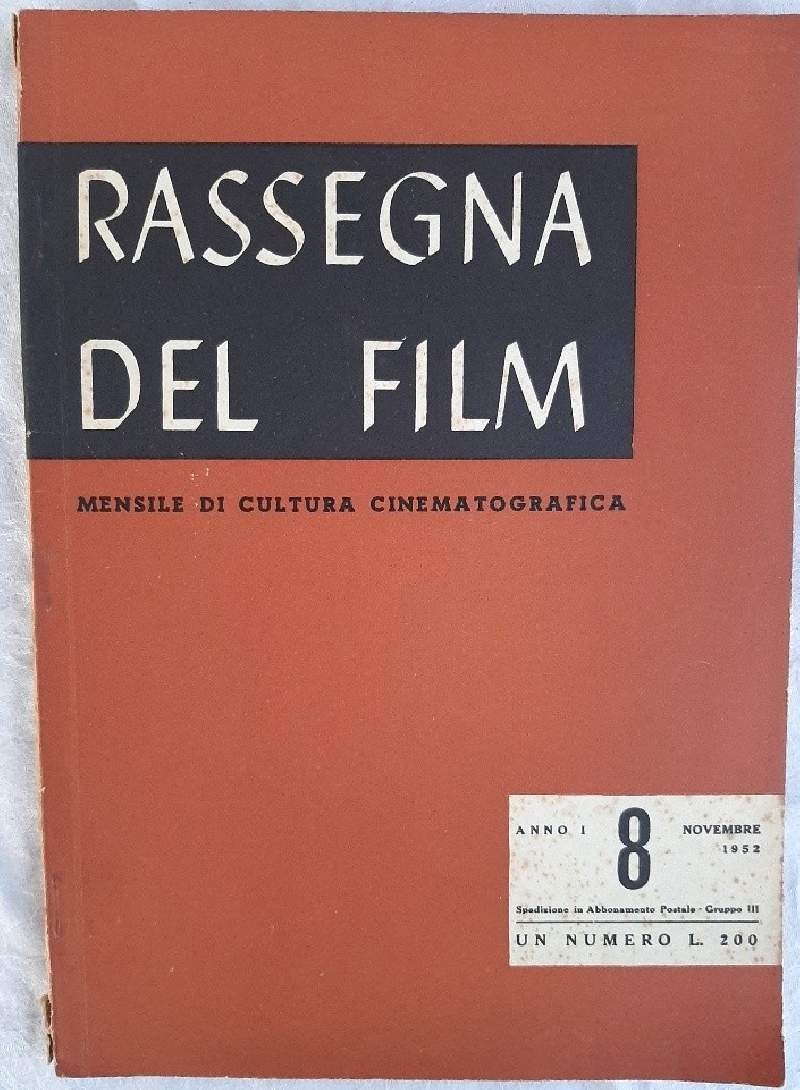 RASSEGNA
DEL FILM
MENSILE DI CULTURA CINEMATOGRAFICA
ANNO I 8 NOVEMBRE
1952
Spedizione in Abbonamento Postale - Gruppo III
UN NUMERO L. 200